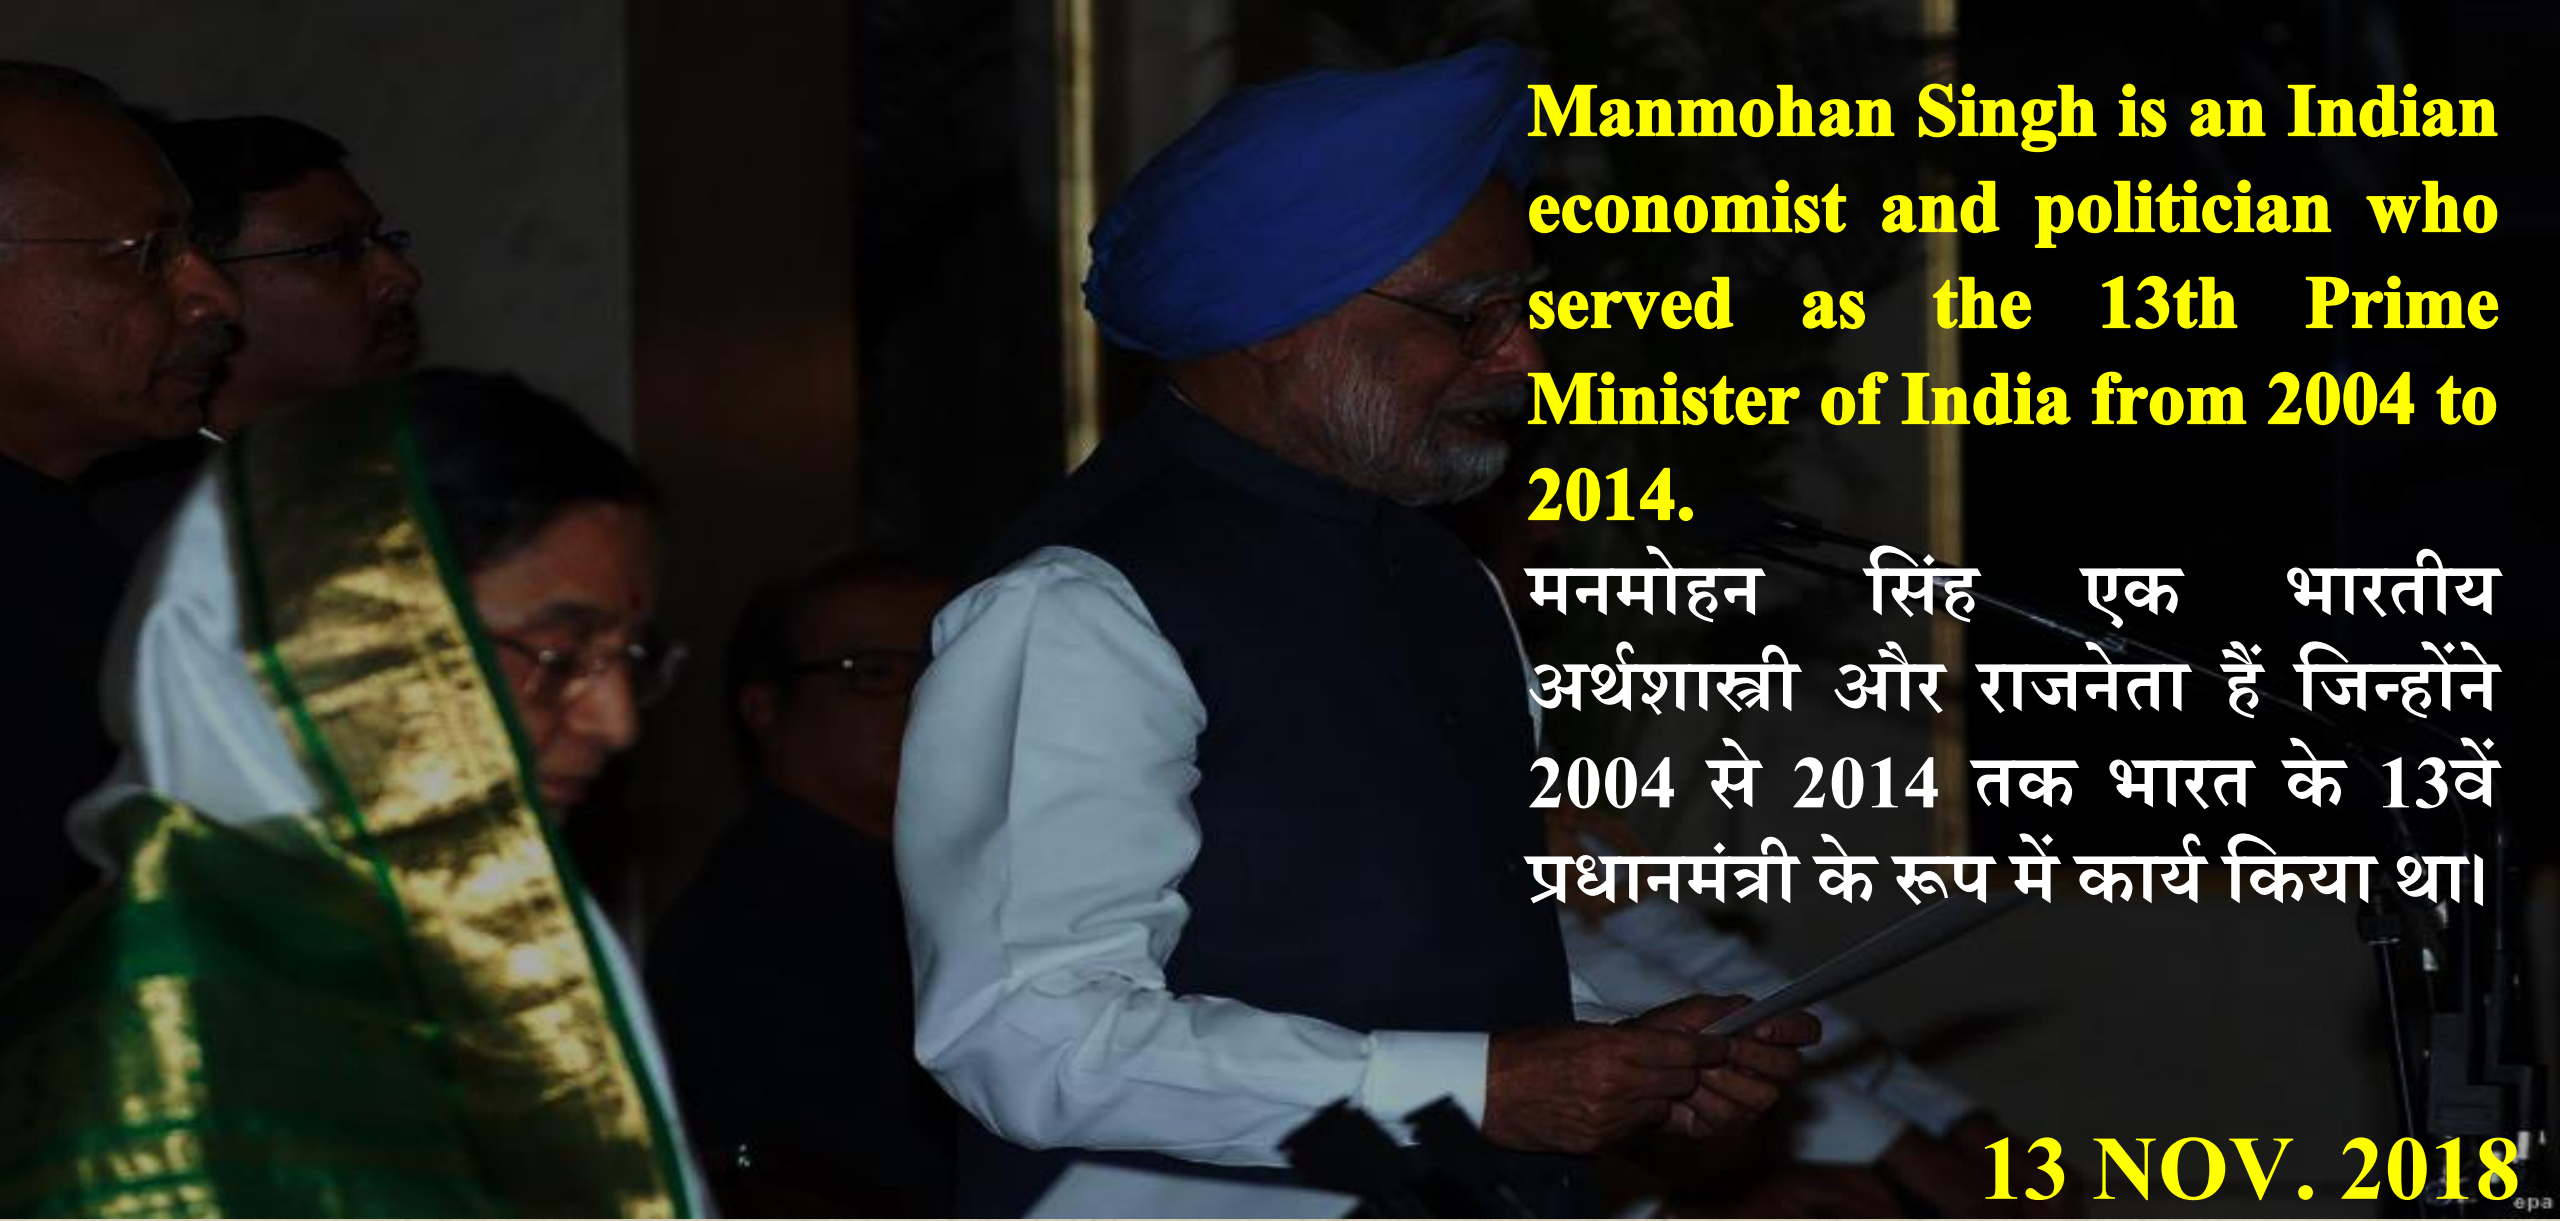 Manmohan Singh is an Indian
economist and politician who
served as the 13th Prime
Minister of India from 2004 to
2014.
मनमोहन सिंह एक भारतीय
अर्थशास्त्री और राजनेता हैं जिन्होंने
2004 से 2014 तक भारत के 13वें
प्रधानमंत्री के रूप में कार्य किया था।
13 NOV. 2018
epa